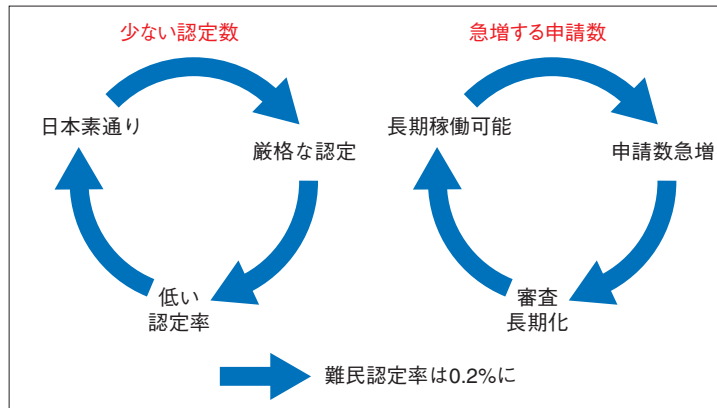 少ない認定数
急増する申請数
日本素通り
厳格な認定
低い
認定率
長期稼働可能
申請数急増
審査
長期化
難民認定率は0.2%に